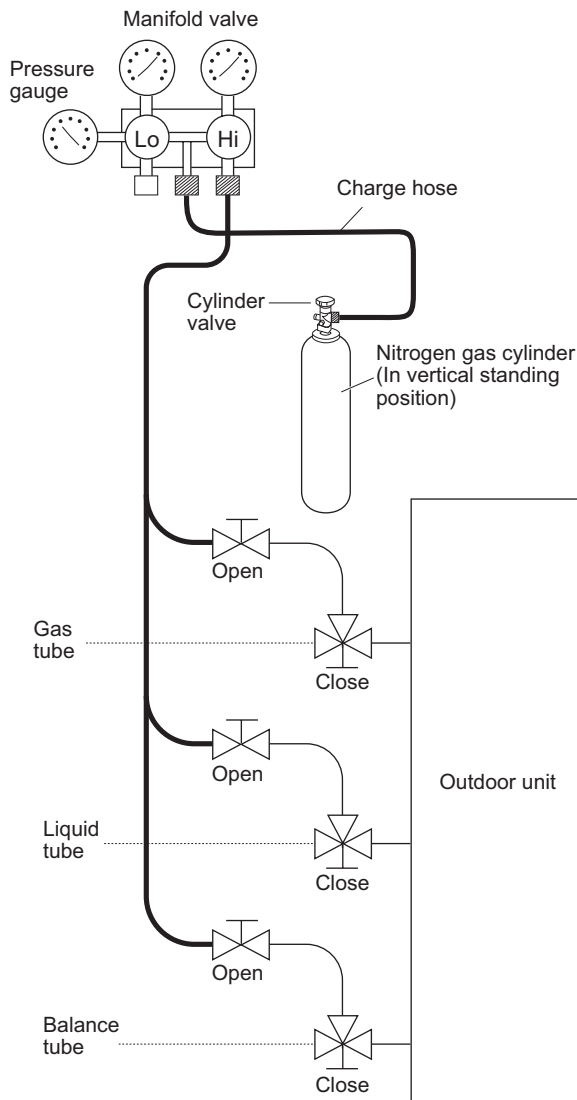 Manifold valve
Pressure
gauge
Lo
Hi
Charge hose
Cylinder
valve
Nitrogen gas cylinder
(In vertical standing
position)
Open
Gas
tube
Close
Open
Outdoor unit
Liquid
tube
Close
Open
Balance
tube
Close